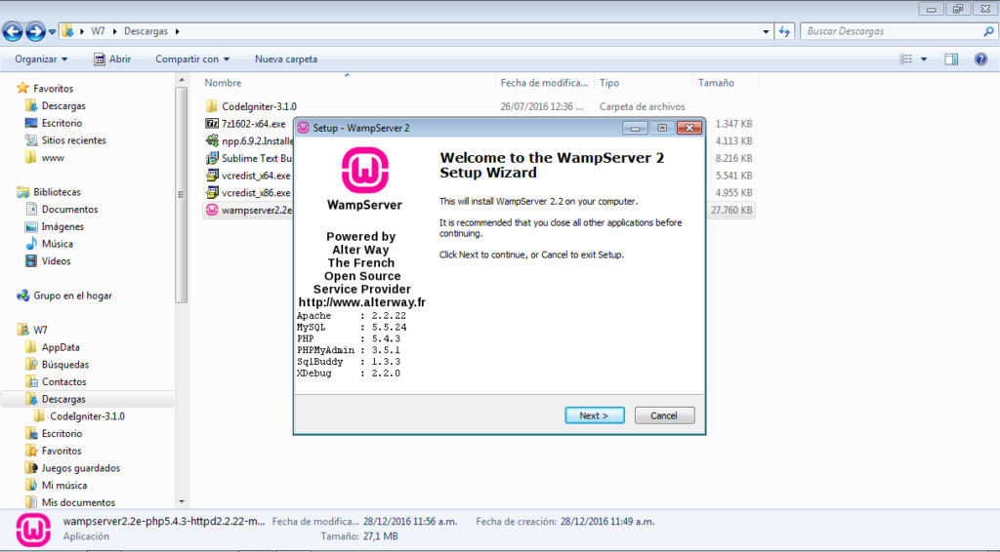 W7 ▸ Descargas ▸
Buscar Descargas
Organizar ▾ Abrir Compartir con ▾ Nueva carpeta
Favoritos
Descargas
Escritorio
Sitios recientes
www
Bibliotecas
Documentos
Imágenes
Música
Vídeos
Grupo en el hogar
W7
AppData
Búsquedas
Contactos
Descargas
CodeIgniter-3.1.0
Escritorio
Favoritos
Juegos guardados
Mi música
Mis documentos
Nombre Fecha de modifica... Tipo Tamaño
CodeIgniter-3.1.0 26/07/2016 12:36 ... Carpeta de archivos
7z1602-x64.exe 1.347 KB
npp.6.9.2.Installe 4.113 KB
Sublime Text Bu 8.216 KB
vcredist_x64.exe 5.541 KB
vcredist_x86.exe 4.955 KB
wampserver2.2e 27.760 KB
Setup - WampServer 2
WampServer
Powered by
Alter Way
The French
Open Source
Service Provider
http://www.alterway.fr
Apache : 2.2.22
MySQL : 5.5.24
PHP : 5.4.3
PHPMyAdmin : 3.5.1
SqlBuddy : 1.3.3
XDebug : 2.2.0
Welcome to the WampServer 2
Setup Wizard
This will install WampServer 2.2 on your computer.
It is recommended that you close all other applications before
continuing.
Click Next to continue, or Cancel to exit Setup.
Next > Cancel
wampserver2.2e-php5.4.3-httpd2.2.22-m... Fecha de modifica... 28/12/2016 11:56 a.m. Fecha de creación: 28/12/2016 11:49 a.m.
Aplicación Tamaño: 27,1 MB